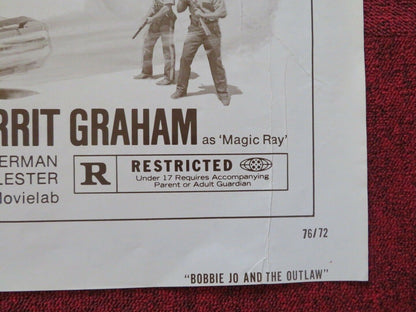 RRIT GRAHAM as 'Magic Ray'
ERMAN
LESTER
Movielab
R RESTRICTED
Under 17 Requires Accompanying
Parent or Adult Guardian
76/72
"BOBBIE JO AND THE OUTLAW"